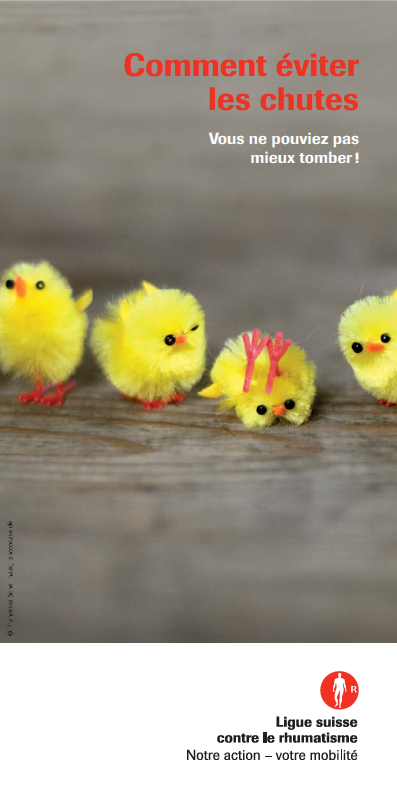 Comment éviter
les chutes
Vous ne pouviez pas
mieux tomber !
R
Ligue suisse
contre le rhumatisme
Notre action – votre mobilité